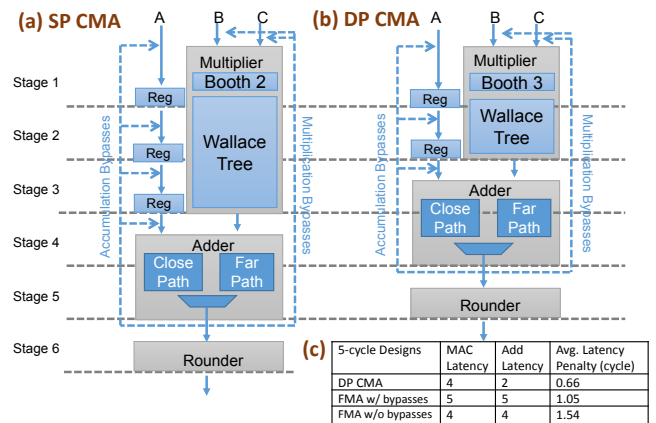 (a) SP CMA
A
B
C
Multiplier
Booth 2
Wallace
Tree
Reg
Reg
Reg
Accumulation Bypasses
Multiplication Bypasses
Adder
Close
Path
Far
Path
Rounder
Stage 1
Stage 2
Stage 3
Stage 4
Stage 5
Stage 6
(b) DP CMA
A
B
C
Multiplier
Booth 3
Wallace
Tree
Reg
Reg
Accumulation Bypasses
Multiplication Bypasses
Adder
Close
Path
Far
Path
Rounder
(c)
5-cycle Designs MAC Latency Add Latency Avg. Latency Penalty (cycle)
DP CMA 4 2 0.66
FMA w/ bypasses 5 5 1.05
FMA w/o bypasses 4 4 1.54